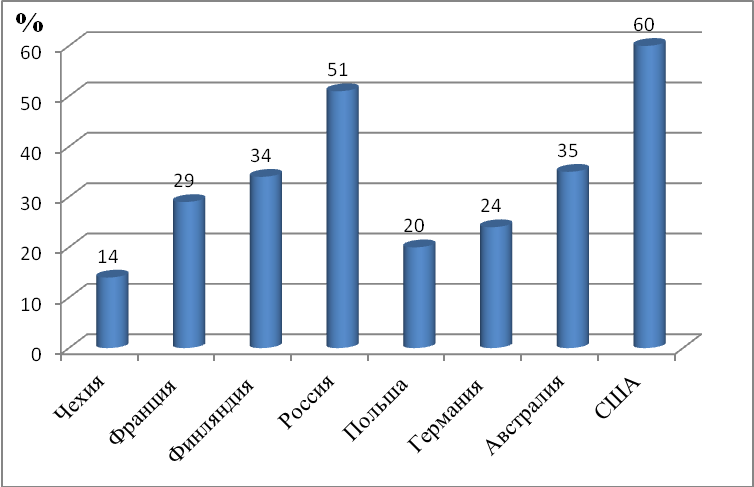 %
60
50
40
30
20
10
0
14
29
34
51
20
24
35
60
Чехия
Франция
Финляндия
Россия
Польша
Германия
Австралия
США